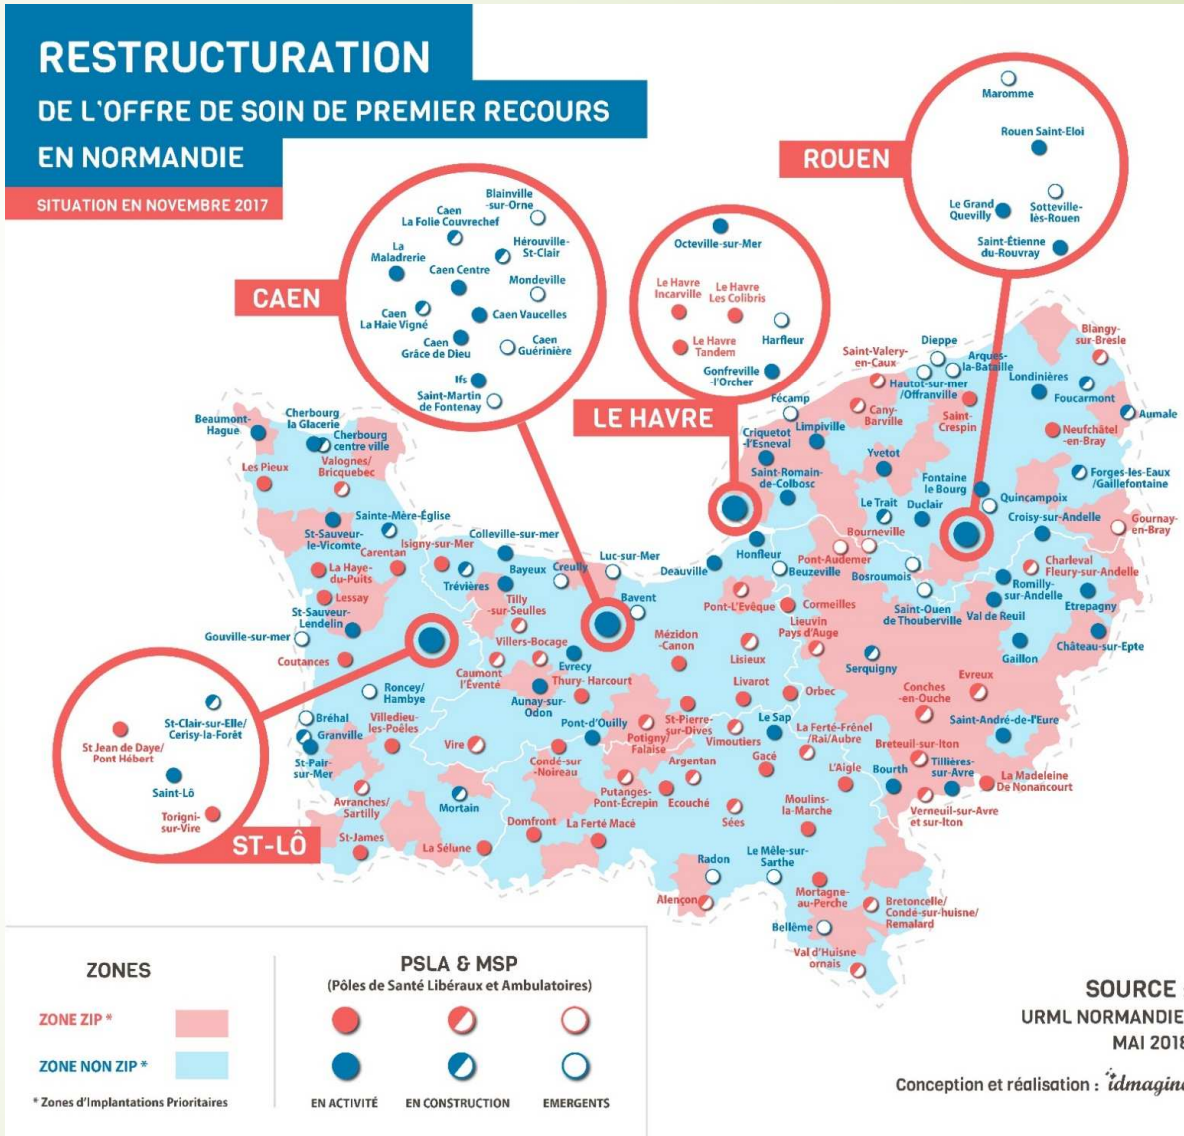 RESTRUCTURATION
DE L'OFFRE DE SOIN DE PREMIER RECOURS
EN NORMANDIE
SITUATION EN NOVEMBRE 2017
CAEN
Blainville
-sur-Orne
Caen
La Folie Couvrechef
Hérouville-
St-Clair
La
Maladrerie
Caen Centre
Mondeville
Caen
La Haie Vigné
Caen Vaucelles
Caen
Grâce de Dieu
Caen
Guérinière
Ifs
Saint-Martin
de Fontenay
LE HAVRE
Octeville-sur-Mer
Le Havre
Incarville
Le Havre
Les Colibris
Harfleur
Le Havre
Tandem
Gonfreville
-l'Orcher
ROUEN
Maromme
Rouen Saint-Eloi
Le Grand
Quevilly
Sotteville-
lès-Rouen
Saint-Étienne
du-Rouvray
Beaumont-
Hague
Cherbourg
la Glacerie
Cherbourg
centre ville
Les Pieux
Valognes/
Bricquebec
Sainte-Mère-Église
St-Sauveur-
le-Vicomte
Carentan
Isigny-sur-Mer
La Haye-
du-Puits
Lessay
St-Sauveur-
Lendelin
Gouville-sur-mer
Coutances
Colleville-sur-mer
Bayeux
Trévières
Creully
Luc-sur-Mer
Tilly
-sur-Seulles
Bavent
Villers-Bocage
Caumont
l'Éventé
Evrecy
Thury- Harcourt
Aunay-sur-
Odon
Mézidon
-Canon
Roncey/
Hambye
Bréhal
Granville
St-Pair-
sur-Mer
Villedieu-
les-Poêles
Vire
Pont-d'Ouilly
Condé-sur
-Noireau
Potigny/
Falaise
St-Pierre-
sur-Dives
Vimoutiers
Argentan
Putanges-
Pont-Écrepin
Ecouché
Sées
Avranches/
Sartilly
Mortain
St-James
La Sélune
Domfront
La Ferté Macé
Radon
Alençon
Le Mêle-sur-
Sarthe
Mortagne-
au-Perche
Bretoncelle/
Condé-sur-huisne/
Remalard
Bellême
Val d'Huisne
ornais
Moulins-
la-Marche
Gacé
L'Aigle
La Ferté-Frênel
/Rai/Aubre
Le Sap
Livarot
Orbec
Lisieux
Lieuvin
Pays d'Auge
Cormeilles
Pont-L'Evêque
Deauville
Honfleur
Beuzeville
Pont-Audemer
Bourneville
Bosroumois
Saint-Ouen
de Thouberville
Serquigny
Conches
-en-Ouche
Evreux
Saint-André-de-l'Eure
Breteuil-sur-Iton
Bourth
Tillières-
sur-Avre
La Madeleine
De Nonancourt
Verneuil-sur-Avre
et sur-Iton
Gaillon
Val de Reuil
Romilly-
sur-Andelle
Etrepagny
Château-sur-Epte
Charleval
Fleury-sur-Andelle
Gournay-
en-Bray
Croisy-sur-Andelle
Quincampoix
Fontaine
le Bourg
Duclair
Le Trait
Yvetot
Forges-les-Eaux
/Gaillefontaine
Neufchâtel
-en-Bray
Aumale
Foucarmont
Londinières
Blangy-
sur-Bresle
Dieppe
Arques-
la-Bataille
Hautot-sur-mer
/Offranville
Saint-
Crespin
Saint-Valery-
en-Caux
Cany-
Barville
Fécamp
Limpiville
Criquetot
-l'Esneval
Saint-Romain-
de-Colbosc
St-Clair-sur-Elle/
Cerisy-la-Forêt
St Jean de Daye/
Pont Hébert
Saint-Lô
Torigni-
sur-Vire
ST-LÔ
ZONES
ZONE ZIP *
ZONE NON ZIP *
* Zones d'Implantations Prioritaires
PSLA & MSP
(Pôles de Santé Libéraux et Ambulatoires)
EN ACTIVITÉ
EN CONSTRUCTION
EMERGENTS
SOURCE :
URML NORMANDIE
MAI 2018
Conception et réalisation : idmagina